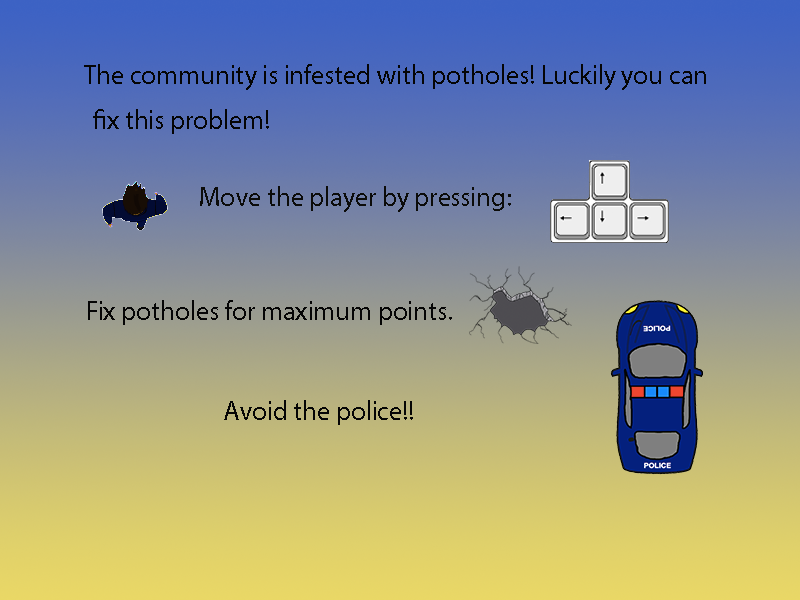 The community is infested with potholes! Luckily you can
fix this problem!
Move the player by pressing:
↑
← ↓ →
Fix potholes for maximum points.
POLICE
Avoid the police!!
POLICE